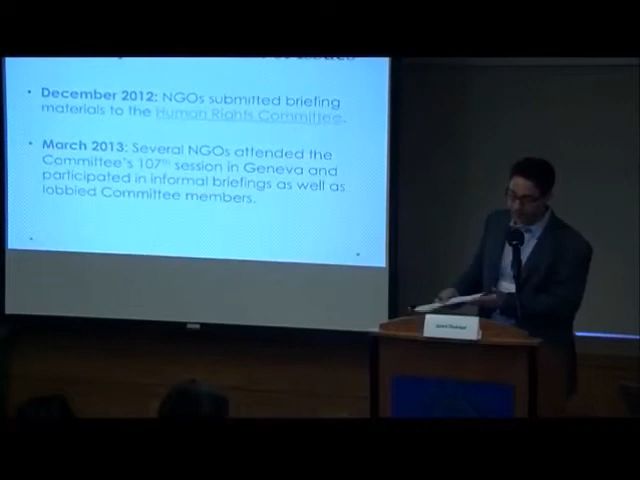 Issues
• December 2012: NGOs submitted briefing
materials to the Human Rights Committee.
• March 2013: Several NGOs attended the
Committee"s 107th session in Geneva and
participated in informal briefings as well as
lobbied Committee members.